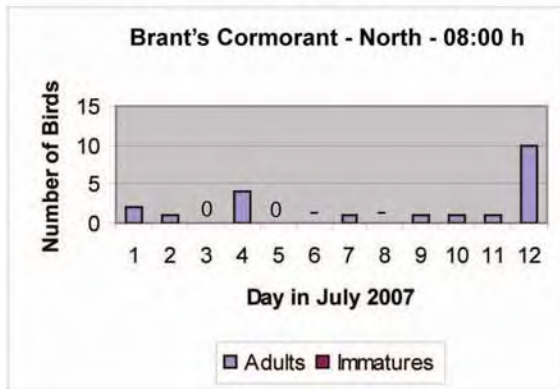 Brant's Cormorant - North - 08:00 h
Number of Birds
15
10
5
0
0 0 - -
1 2 3 4 5 6 7 8 9 10 11 12
Day in July 2007
Adults Immatures